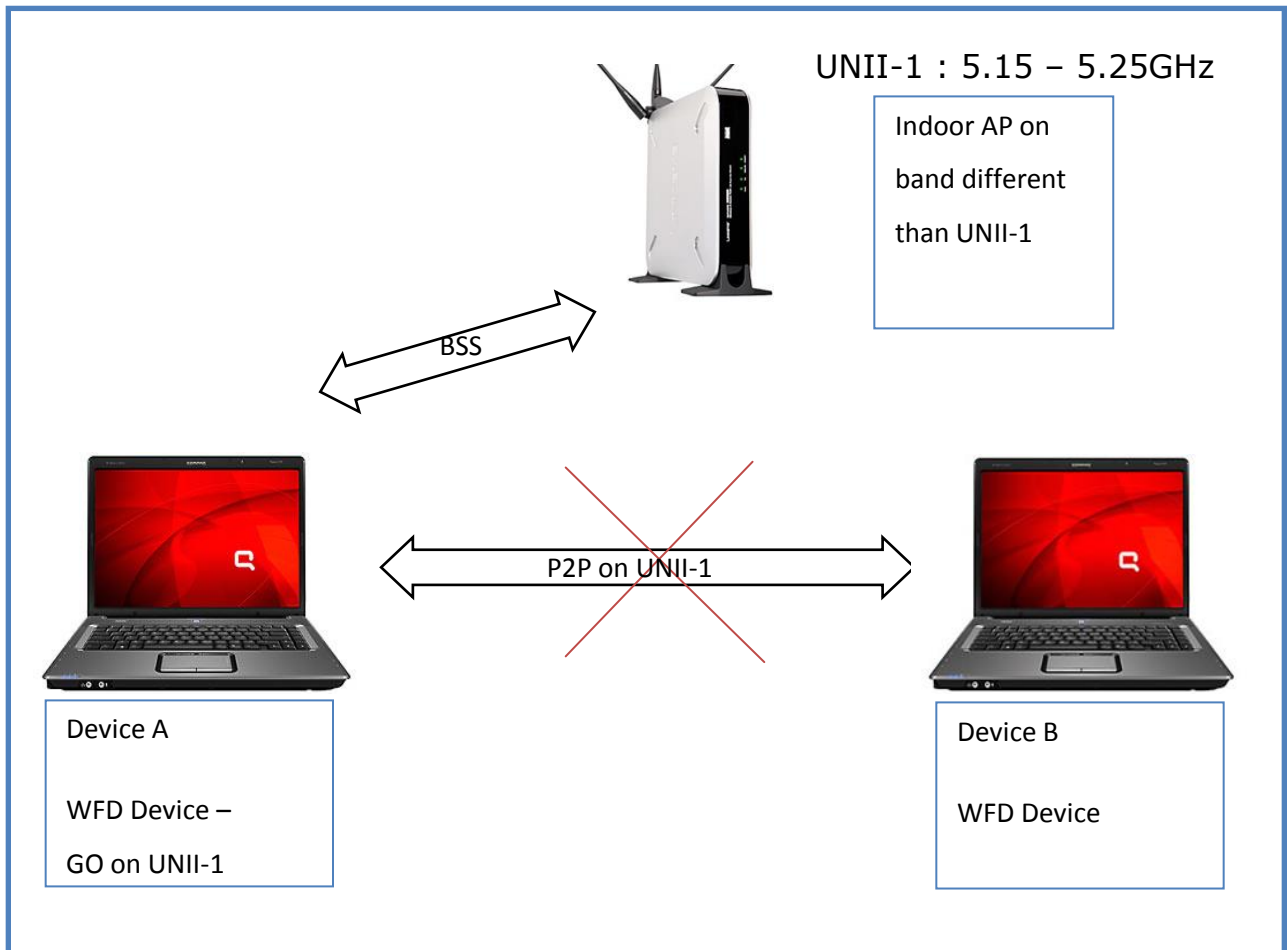 UNII-1 : 5.15 – 5.25GHz
Indoor AP on
band different
than UNII-1
BSS
P2P on UNII-1
Device A
WFD Device –
GO on UNII-1
Device B
WFD Device